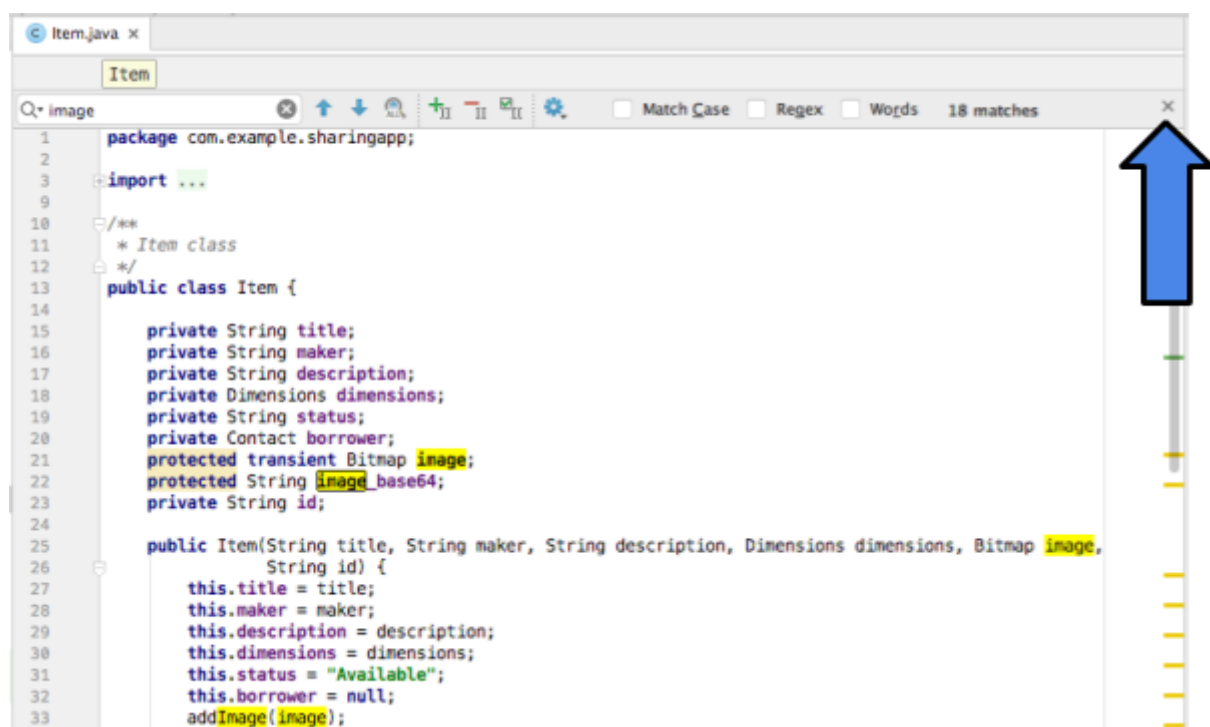 Item.java ×
Item
image Match Case Regex Words 18 matches ×
1 package com.example.sharingapp;
2
3 import ...
9
10 /**
11 * Item class
12 */
13 public class Item {
14
15 private String title;
16 private String maker;
17 private String description;
18 private Dimensions dimensions;
19 private String status;
20 private Contact borrower;
21 protected transient Bitmap image;
22 protected String image_base64;
23 private String id;
24
25 public Item(String title, String maker, String description, Dimensions dimensions, Bitmap image,
26 String id) {
27 this.title = title;
28 this.maker = maker;
29 this.description = description;
30 this.dimensions = dimensions;
31 this.status = "Available";
32 this.borrower = null;
33 addImage(image);